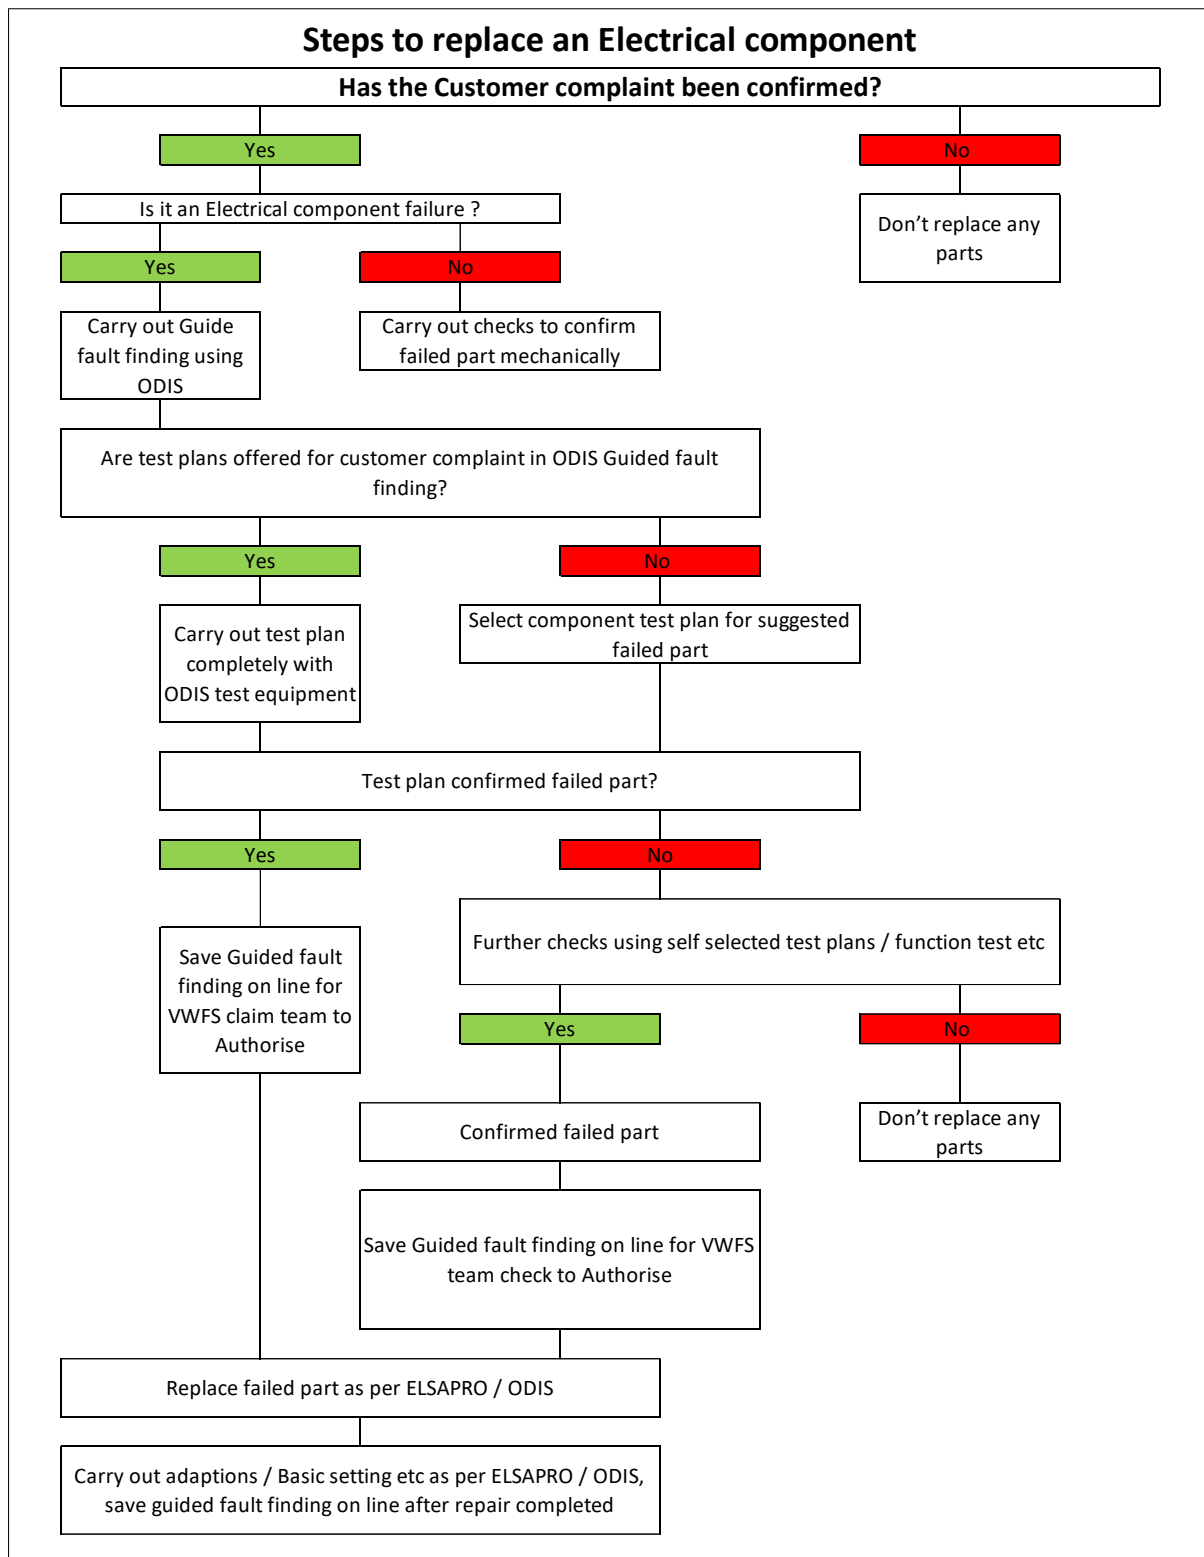 Steps to replace an Electrical component
Has the Customer complaint been confirmed?
Yes
No
Is it an Electrical component failure ?
Don't replace any
parts
Yes
No
Carry out Guide
fault finding using
ODIS
Carry out checks to confirm
failed part mechanically
Are test plans offered for customer complaint in ODIS Guided fault
finding?
Yes
No
Carry out test plan
completely with
ODIS test equipment
Select component test plan for suggested
failed part
Test plan confirmed failed part?
Yes
No
Save Guided fault
finding on line for
VWFS claim team to
Authorise
Further checks using self selected test plans / function test etc
Yes
No
Confirmed failed part
Don't replace any
parts
Save Guided fault finding on line for VWFS
team check to Authorise
Replace failed part as per ELSAPRO / ODIS
Carry out adaptions / Basic setting etc as per ELSAPRO / ODIS,
save guided fault finding on line after repair completed